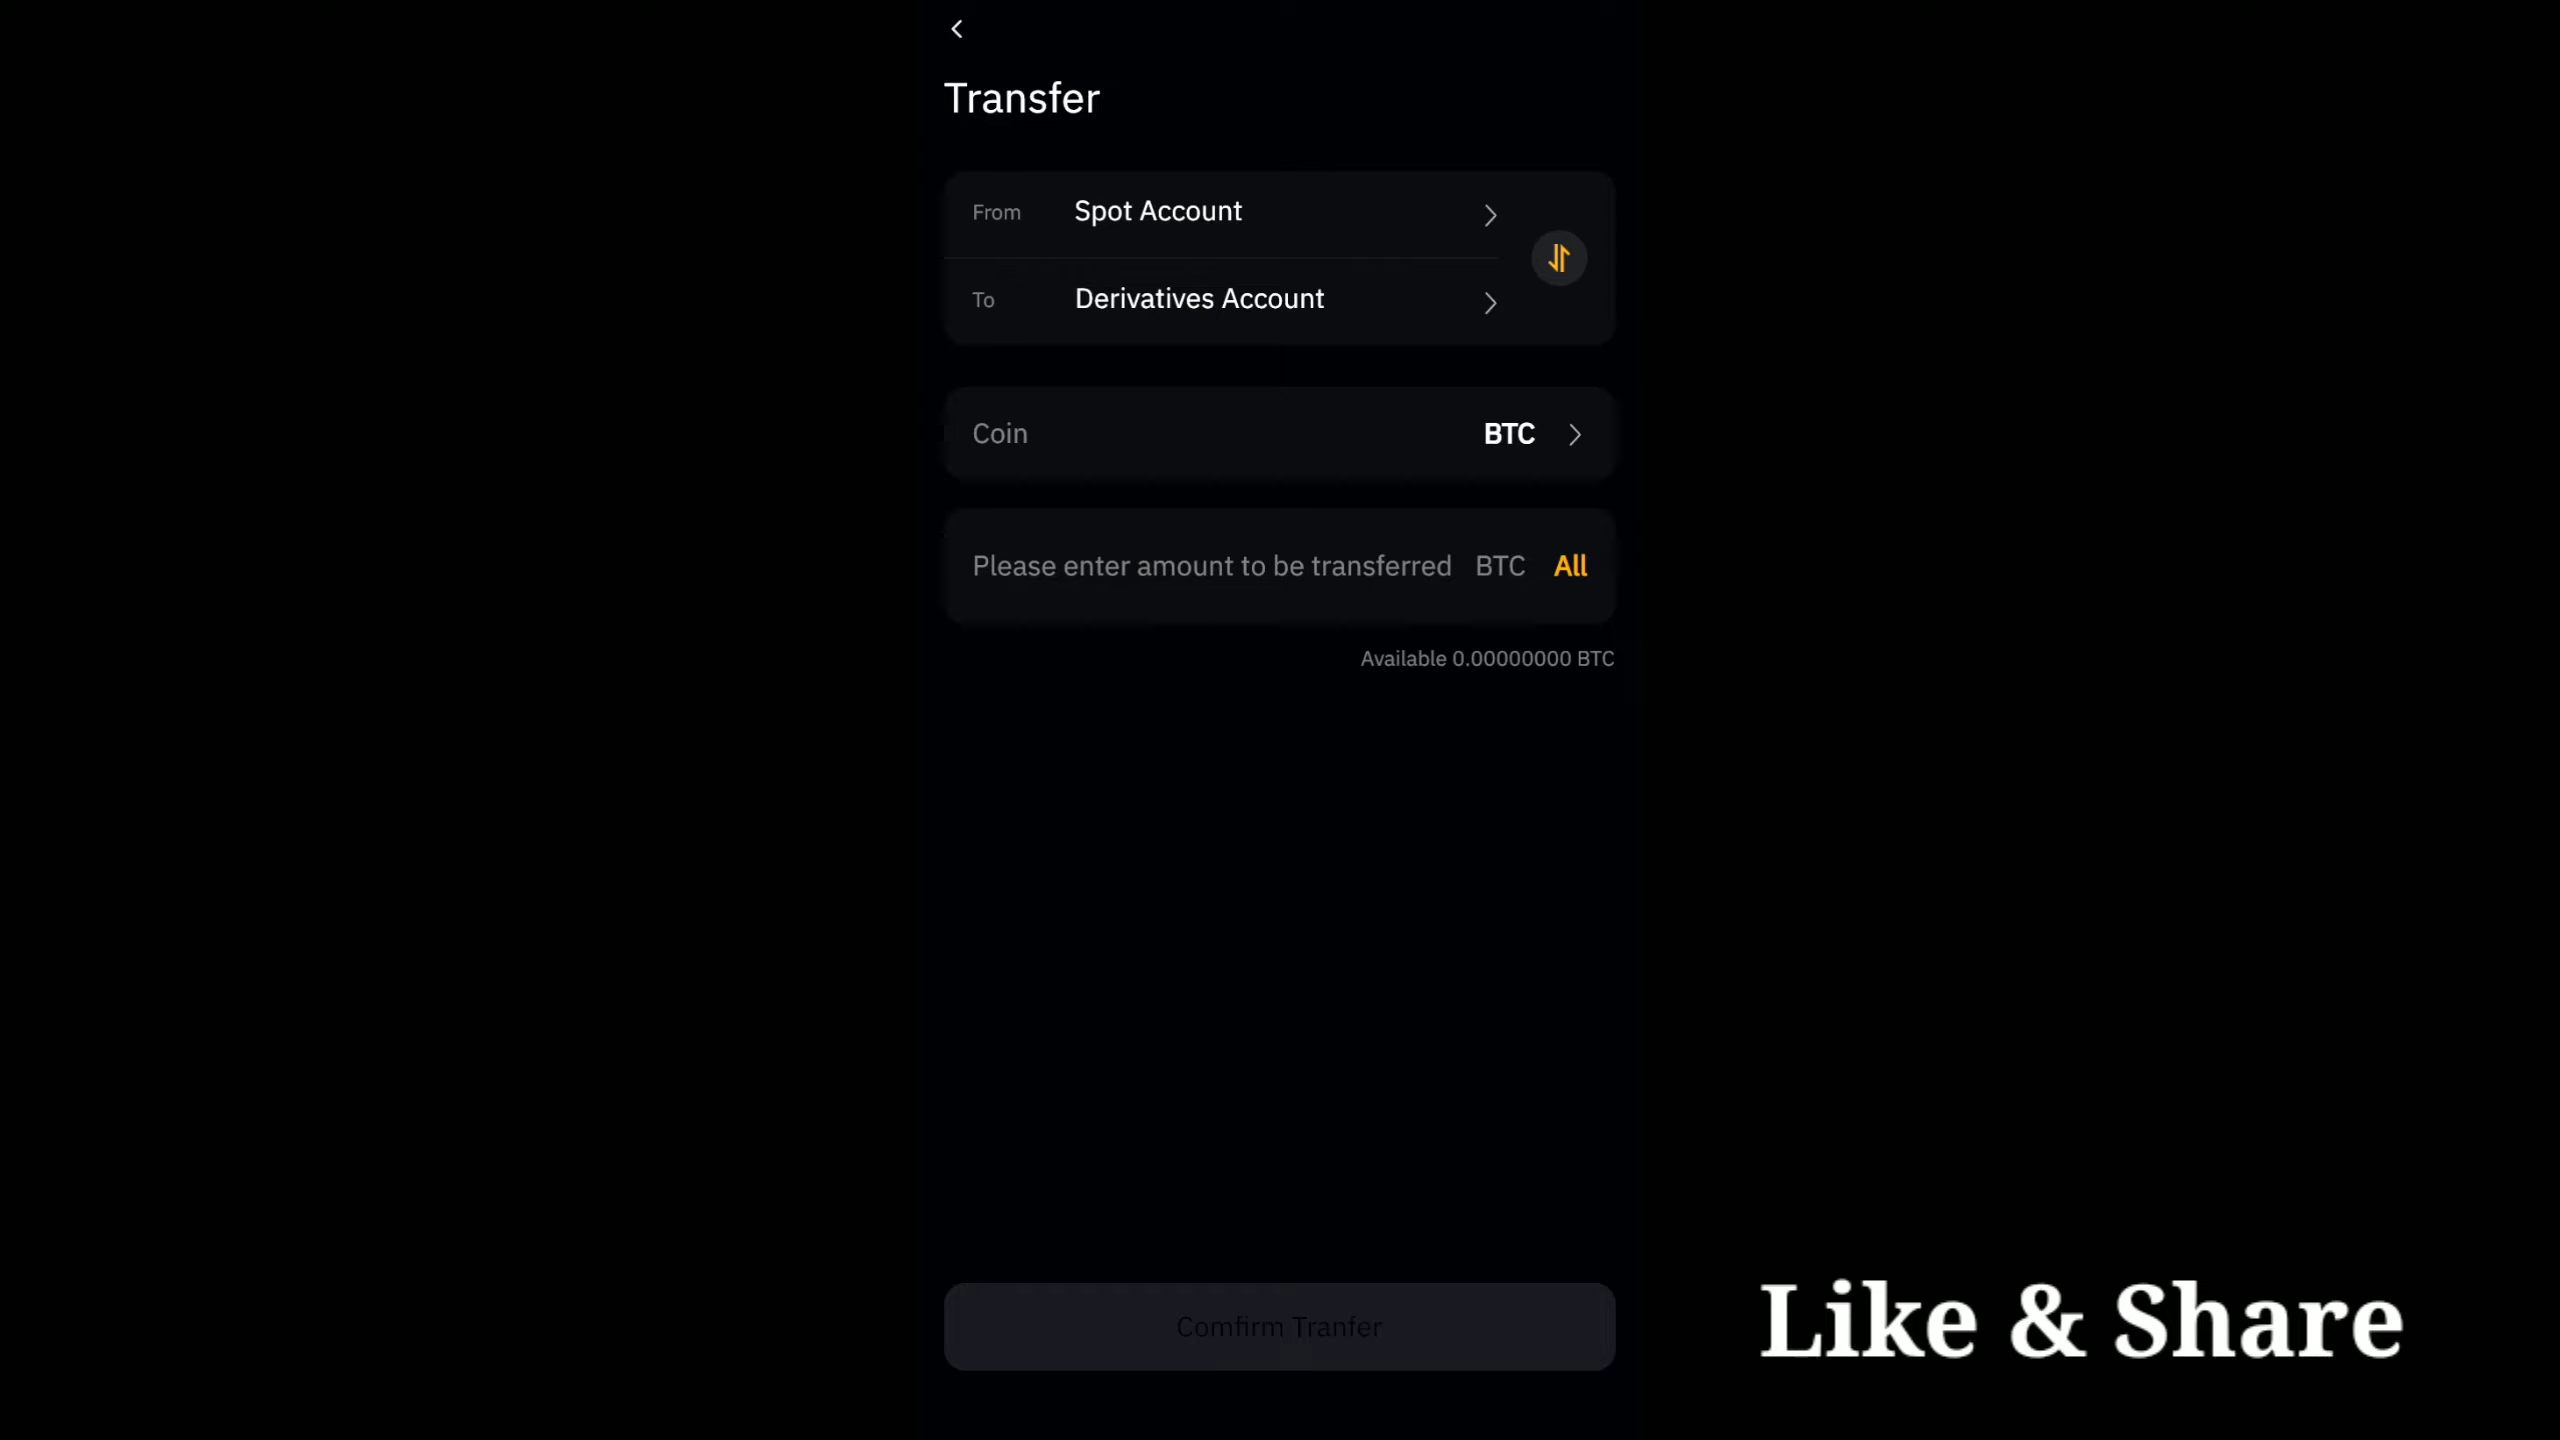 Transfer
From Spot Account
To Derivatives Account
Coin BTC
Please enter amount to be transferred BTC All
Available 0.00000000 BTC
Comfirm Tranfer
Like & Share